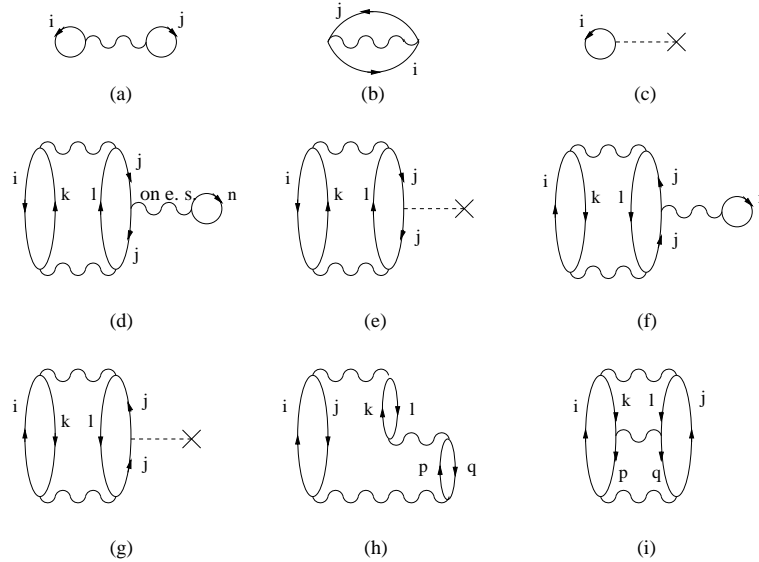 i j
(a)
j
i
(b)
i
(c)
i k l j
on e. s. n
j
(d)
i k l j
j
(e)
i k l j
j
(f)
i k l j
j
(g)
i j k l
p q
(h)
i k l j
p q
(i)